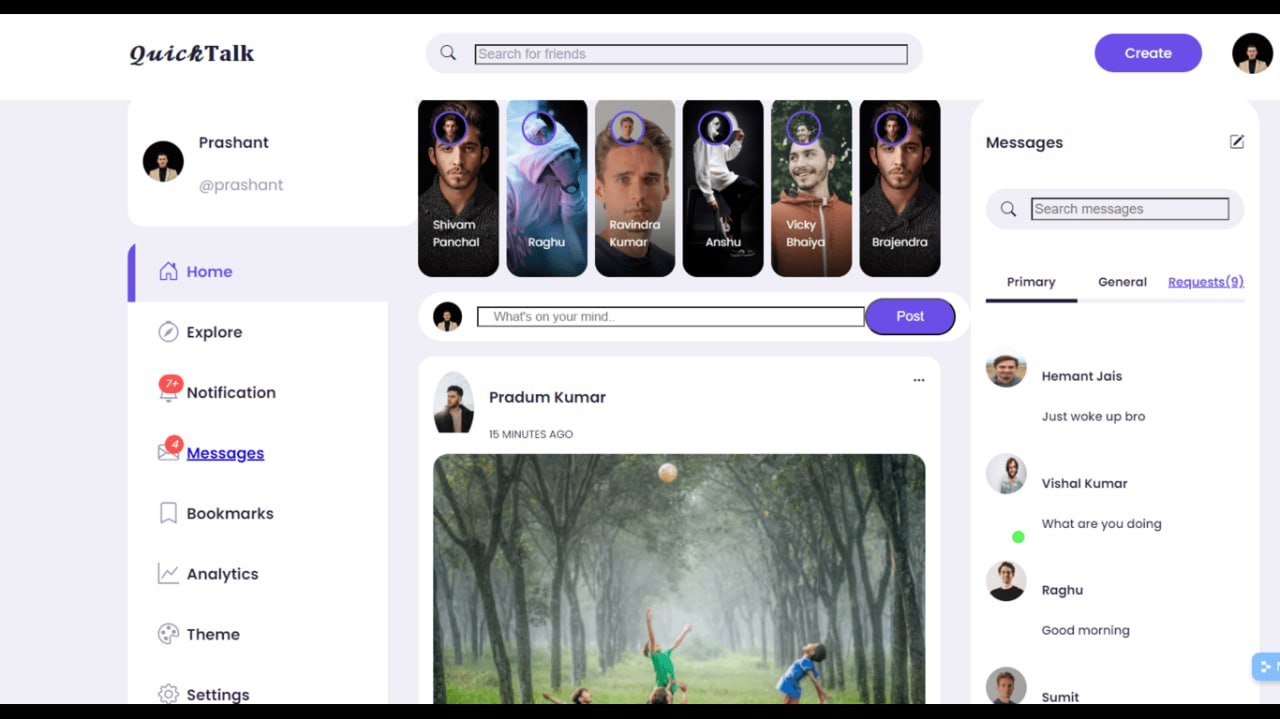 QuickTalk
Search for friends
Create
Prashant
@prashant
Home
Explore
7+
Notification
4
Messages
Bookmarks
Analytics
Theme
Settings
Shivam
Panchal
Raghu
Ravindra
Kumar
Anshu
Vicky
Bhaiya
Brajendra
What's on your mind..
Post
Pradum Kumar
...
15 MINUTES AGO
Messages
Search messages
Primary
General
Requests(9)
Hemant Jais
Just woke up bro
Vishal Kumar
What are you doing
Raghu
Good morning
Sumit